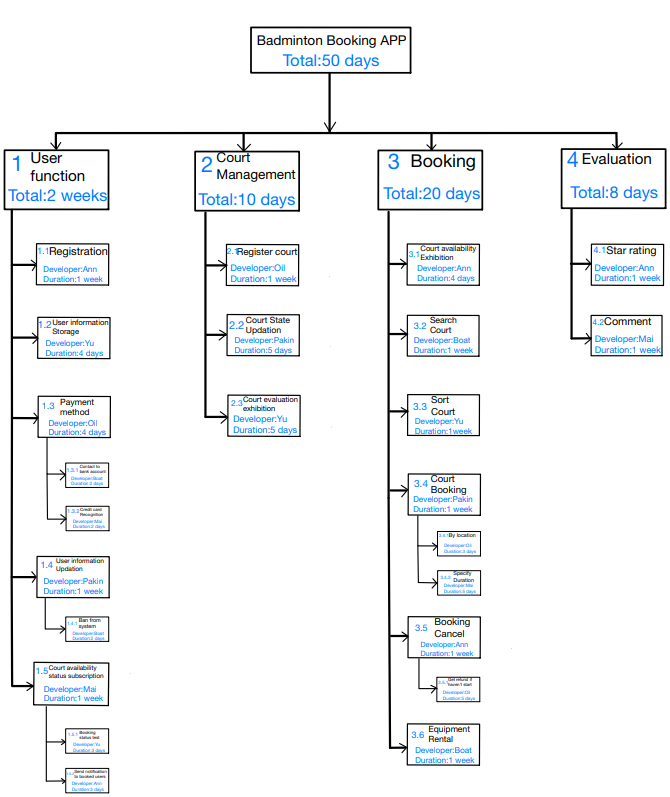 Badminton Booking APP
Total:50 days
1 User
function
Total:2 weeks
1.1 Registration
Developer:Ann
Duration:1 week
1.2 User information
Storage
Developer:Yu
Duration:4 days
1.3 Payment
method
Developer:Oil
Duration:4 days
1.3.1 Contact to
bank account
Developer:Boat
Duration:3 days
1.3.2 Credit card
Recognition
Developer:Mai
Duration:2 days
1.4 User information
Updation
Developer:Pakin
Duration:1 week
1.4.1 Ban from
system
Developer:Boat
Duration:2 days
1.5 Court availability
status subscription
Developer:Mai
Duration:1 week
1.5.1 Booking
status test
Developer:Yu
Duration:3 days
Send notification
to booked users
Developer:Ann
Duration:3 days
2 Court
Management
Total:10 days
2.1 Register court
Developer:Oil
Duration:1 week
2.2 Court State
Updation
Developer:Pakin
Duration:5 days
2.3 Court evaluation
exhibition
Developer:Yu
Duration:5 days
3 Booking
Total:20 days
3.1 Court availability
Exhibition
Developer:Ann
Duration:4 days
3.2 Search
Court
Developer:Boat
Duration:1 week
3.3 Sort
Court
Developer:Yu
Duration:1week
3.4 Court
Booking
Developer:Pakin
Duration:1 week
3.4.1 By location
Developer:Oil
Duration:3 days
3.4.2 Specify
Duration
Developer:Mai
Duration:5 days
3.5 Booking
Cancel
Developer:Ann
Duration:1 week
3.5.1 Get refund if
haven't start
Developer:Oil
Duration:5 days
3.6 Equipment
Rental
Developer:Boat
Duration:1 week
4 Evaluation
Total:8 days
4.1 Star rating
Developer:Ann
Duration:1 week
4.2 Comment
Developer:Mai
Duration:1 week